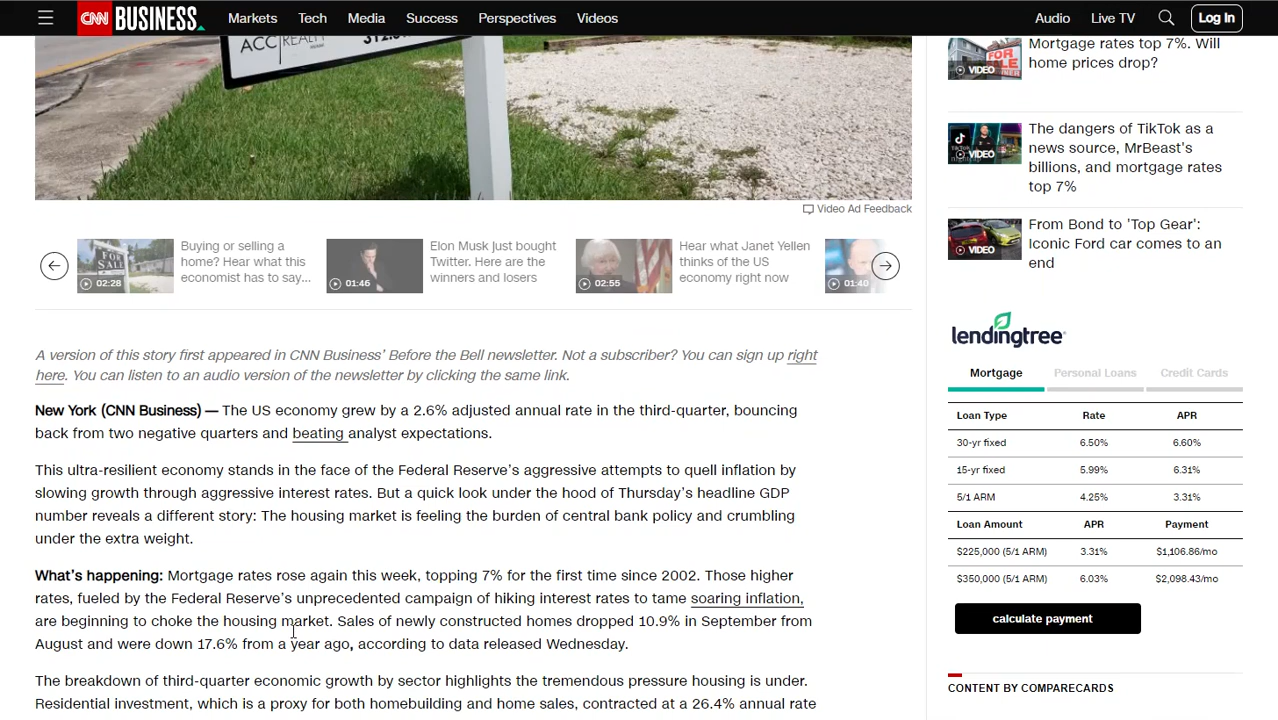 CNN BUSINESS
Markets
Tech
Media
Success
Perspectives
Videos
Audio
Live TV
Log In
ACC REALTY
Video Ad Feedback
FOR SALE
02:28
Buying or selling a
home? Hear what this
economist has to say...
01:46
Elon Musk Just bought
Twitter. Here are the
winners and losers
02:55
Hear what Janet Yellen
thinks of the US
economy right now
01:40
A version of this story first appeared in CNN Business’ Before the Bell newsletter. Not a subscriber? You can sign up right
here. You can listen to an audio version of the newsletter by clicking the same link.
New York (CNN Business) — The US economy grew by a 2.6% adjusted annual rate in the third-quarter, bouncing
back from two negative quarters and beating analyst expectations.
This ultra-resilient economy stands in the face of the Federal Reserve’s aggressive attempts to quell inflation by
slowing growth through aggressive interest rates. But a quick look under the hood of Thursday’s headline GDP
number reveals a different story: The housing market is feeling the burden of central bank policy and crumbling
under the extra weight.
What’s happening: Mortgage rates rose again this week, topping 7% for the first time since 2002. Those higher
rates, fueled by the Federal Reserve’s unprecedented campaign of hiking interest rates to tame soaring inflation,
are beginning to choke the housing market. Sales of newly constructed homes dropped 10.9% in September from
August and were down 17.6% from a year ago, according to data released Wednesday.
The breakdown of third-quarter economic growth by sector highlights the tremendous pressure housing is under.
Residential investment, which is a proxy for both homebuilding and home sales, contracted at a 26.4% annual rate
FOR SALE
VIDEO
Mortgage rates top 7%. Will
home prices drop?
VIDEO
The dangers of TikTok as a
news source, MrBeast's
billions, and mortgage rates
top 7%
VIDEO
From Bond to 'Top Gear':
Iconic Ford car comes to an
end
lendingtree
Mortgage Personal Loans Credit Cards
Loan Type Rate APR
30-yr fixed 6.50% 6.60%
15-yr fixed 5.99% 6.31%
5/1 ARM 4.25% 3.31%
Loan Amount APR Payment
$225,000 (5/1 ARM) 3.31% $1,106.86/mo
$350,000 (5/1 ARM) 6.03% $2,098.43/mo
calculate payment
CONTENT BY COMPARECARDS